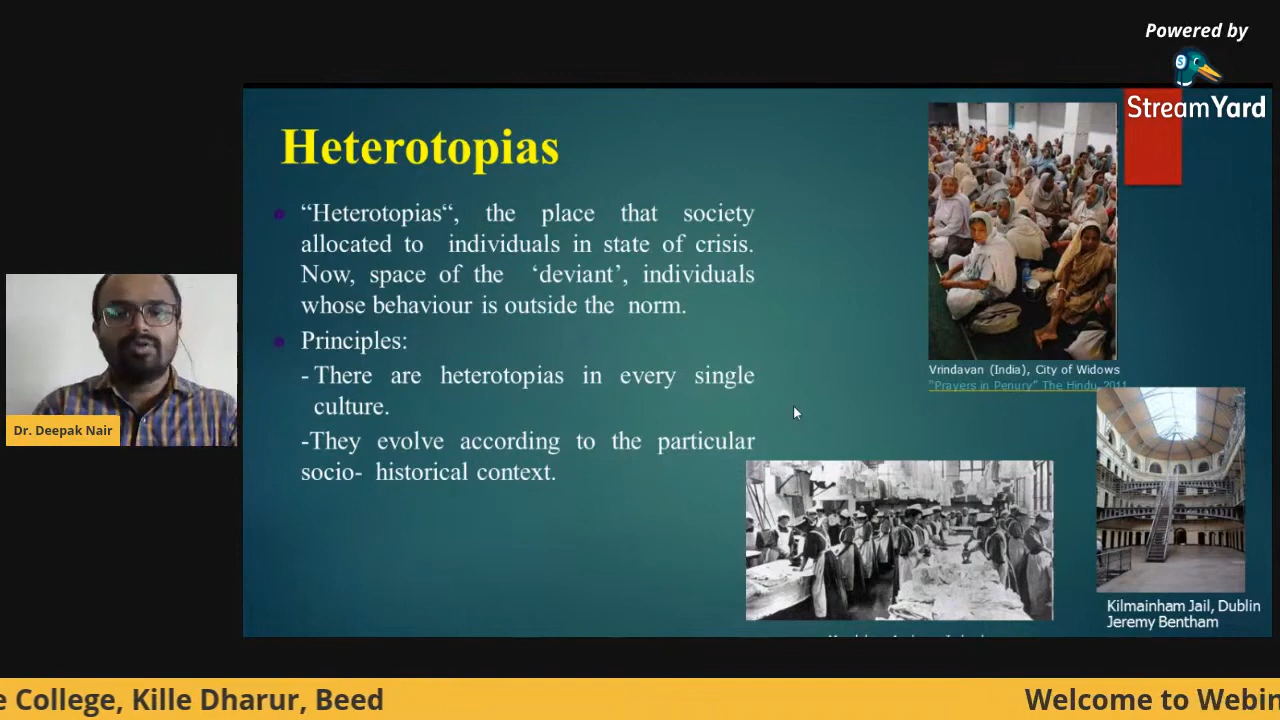 Powered by
StreamYard
Heterotopias
“Heterotopias“, the place that society
allocated to individuals in state of crisis.
Now, space of the ‘deviant’, individuals
whose behaviour is outside the norm.
Principles:
- There are heterotopias in every single
culture.
-They evolve according to the particular
socio- historical context.
Vrindavan (India), City of Widows
“Prayers in Penury” The Hindu, 2011
Kilmainham Jail, Dublin
Jeremy Bentham
Dr. Deepak Nair
e College, Kille Dharur, Beed
Welcome to Webin